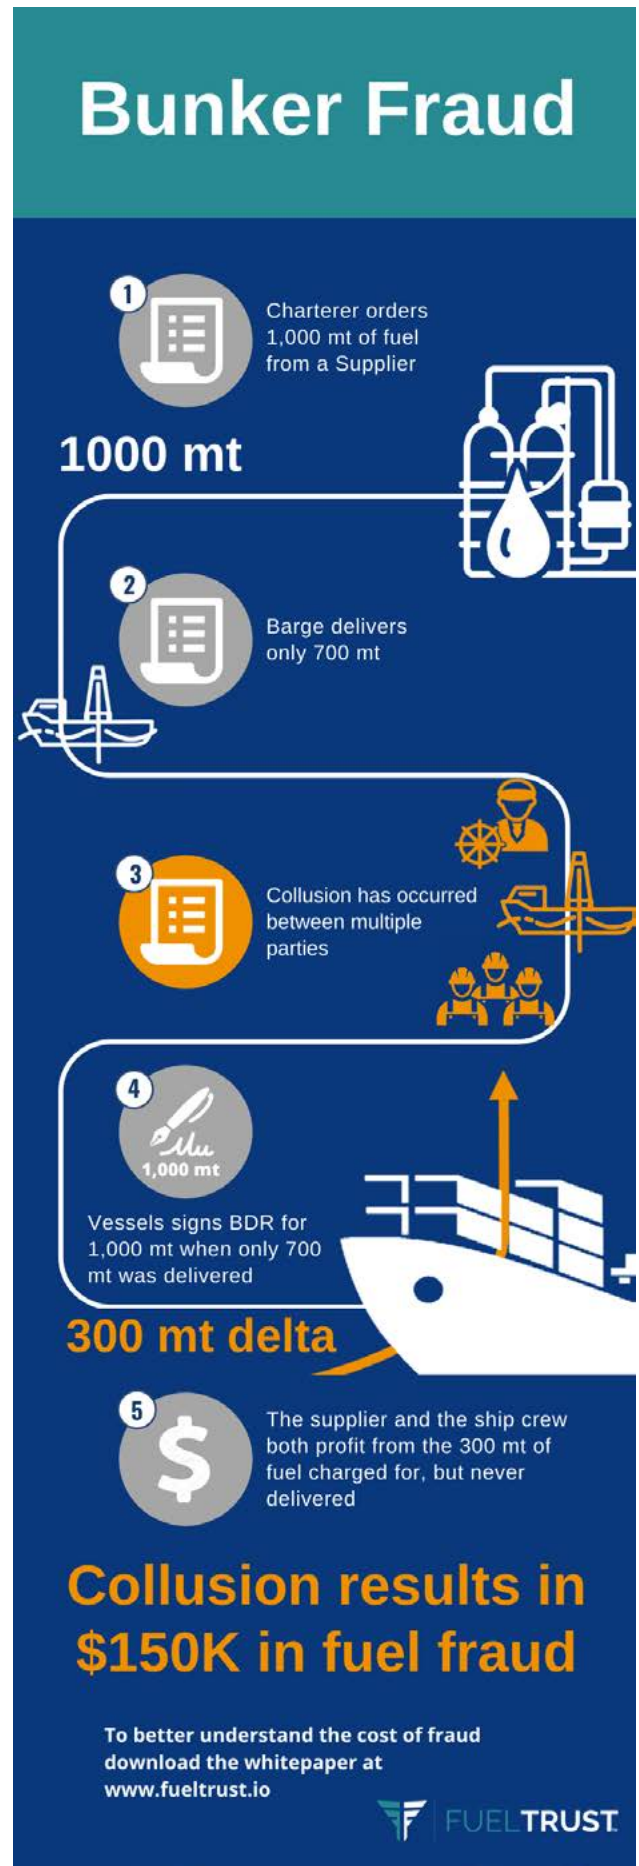 Bunker Fraud
1
Charterer orders
1,000 mt of fuel
from a Supplier
1000 mt
2
Barge delivers
only 700 mt
3
Collusion has occurred
between multiple
parties
4
1,000 mt
Vessels signs BDR for
1,000 mt when only 700
mt was delivered
300 mt delta
5
$
The supplier and the ship crew
both profit from the 300 mt of
fuel charged for, but never
delivered
Collusion results in
$150K in fuel fraud
To better understand the cost of fraud
download the whitepaper at
www.fueltrust.io
FUELTRUST